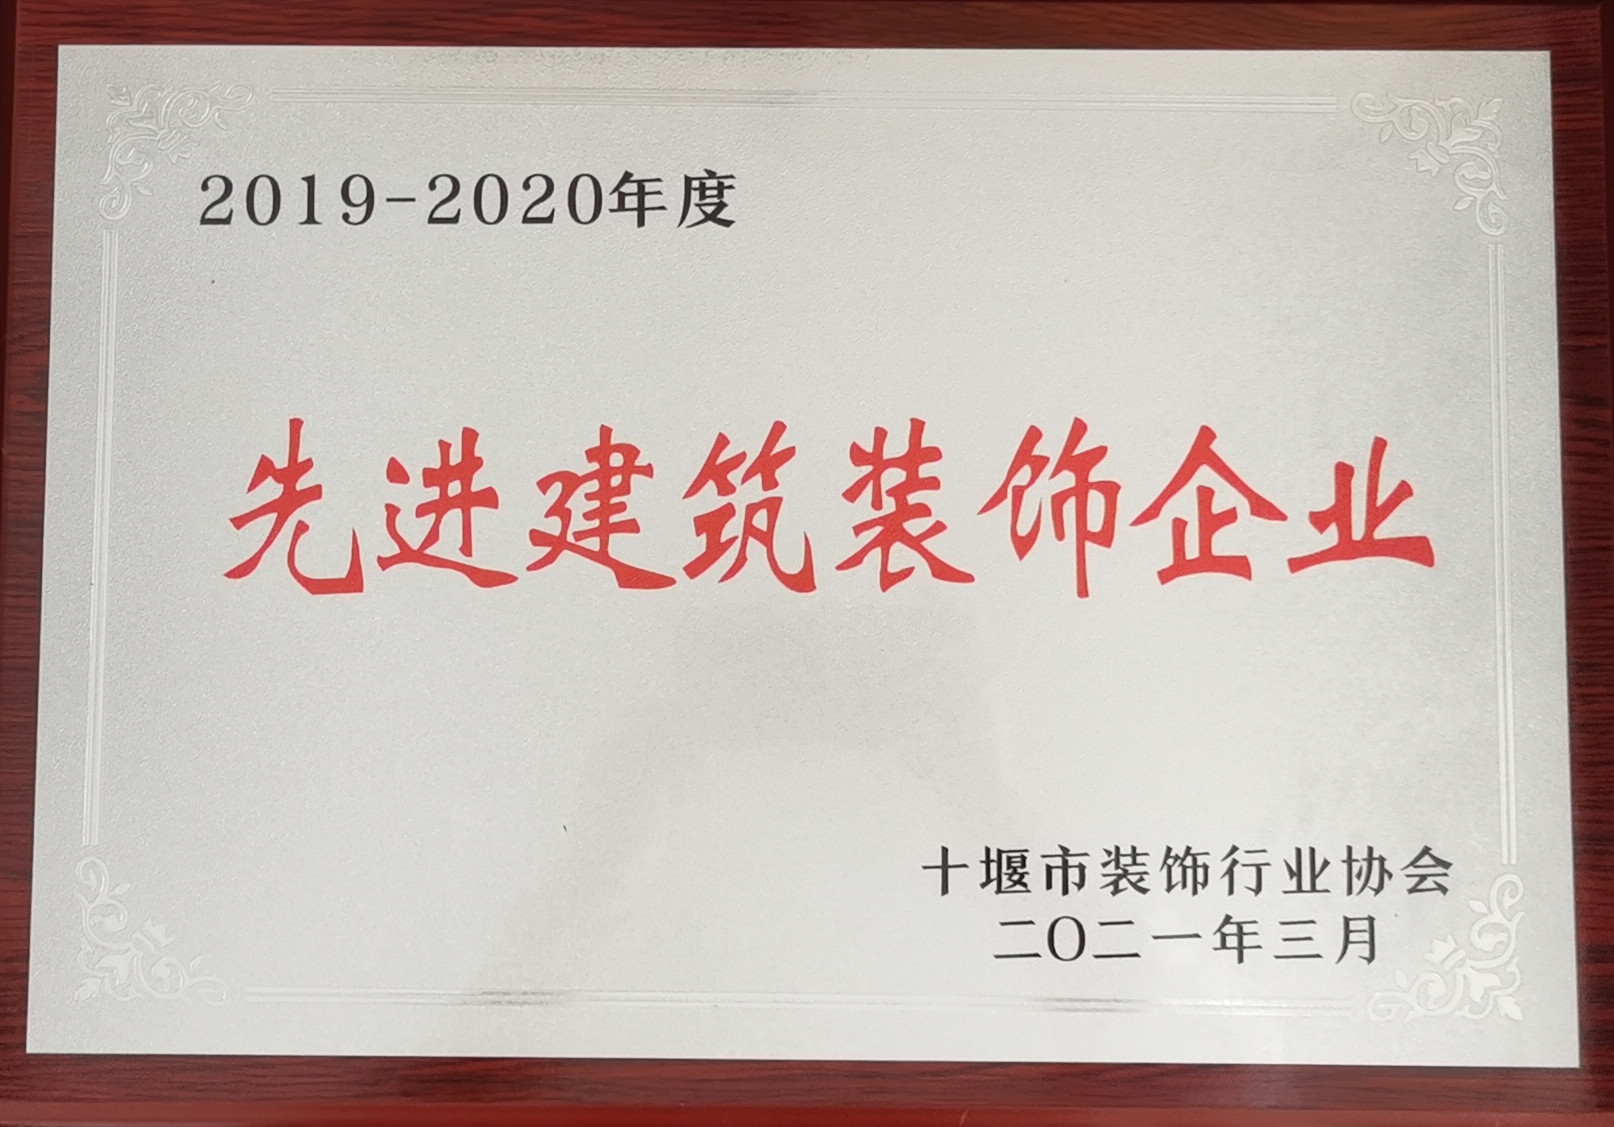 2019-2020年度
先进建筑装饰企业
十堰市装饰行业协会
二〇二一年三月